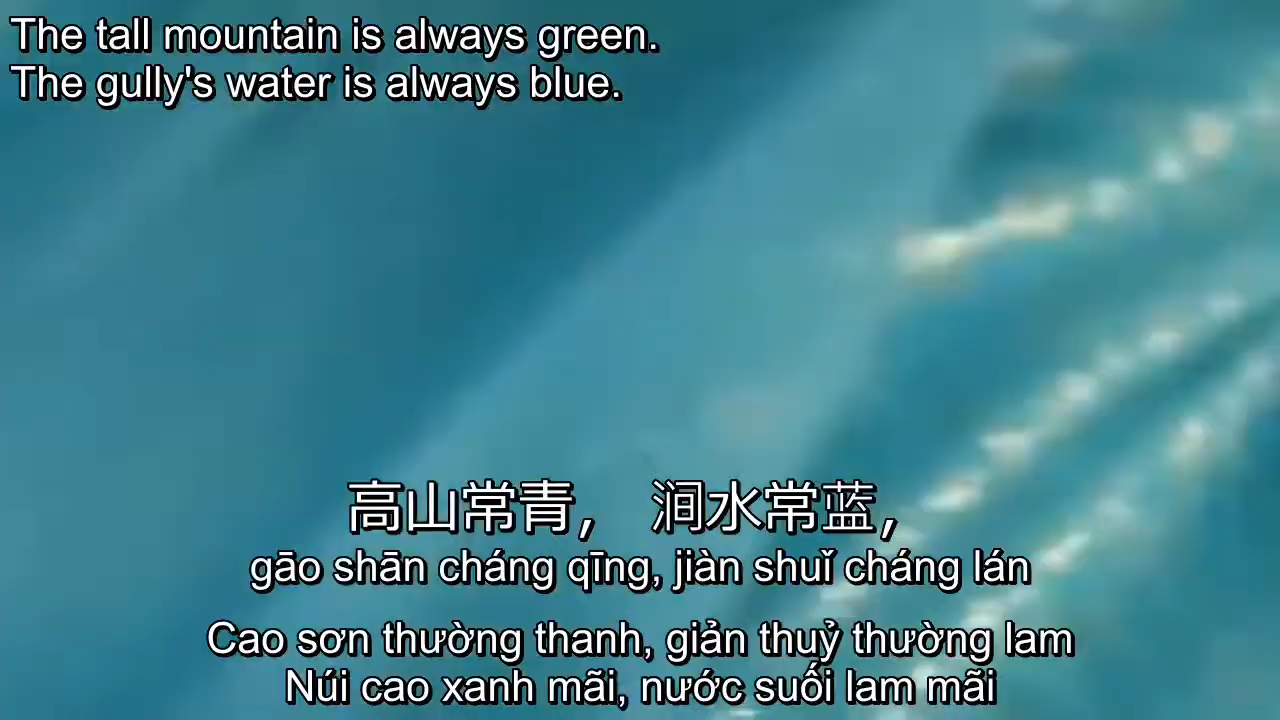 The tall mountain is always green.
The gully's water is always blue.
高山常青， 涧水常蓝，
gāo shān cháng qīng, jiàn shuǐ cháng lán
Cao sơn thường thanh, giản thuỷ thường lam
Núi cao xanh mãi, nước suối lam mãi